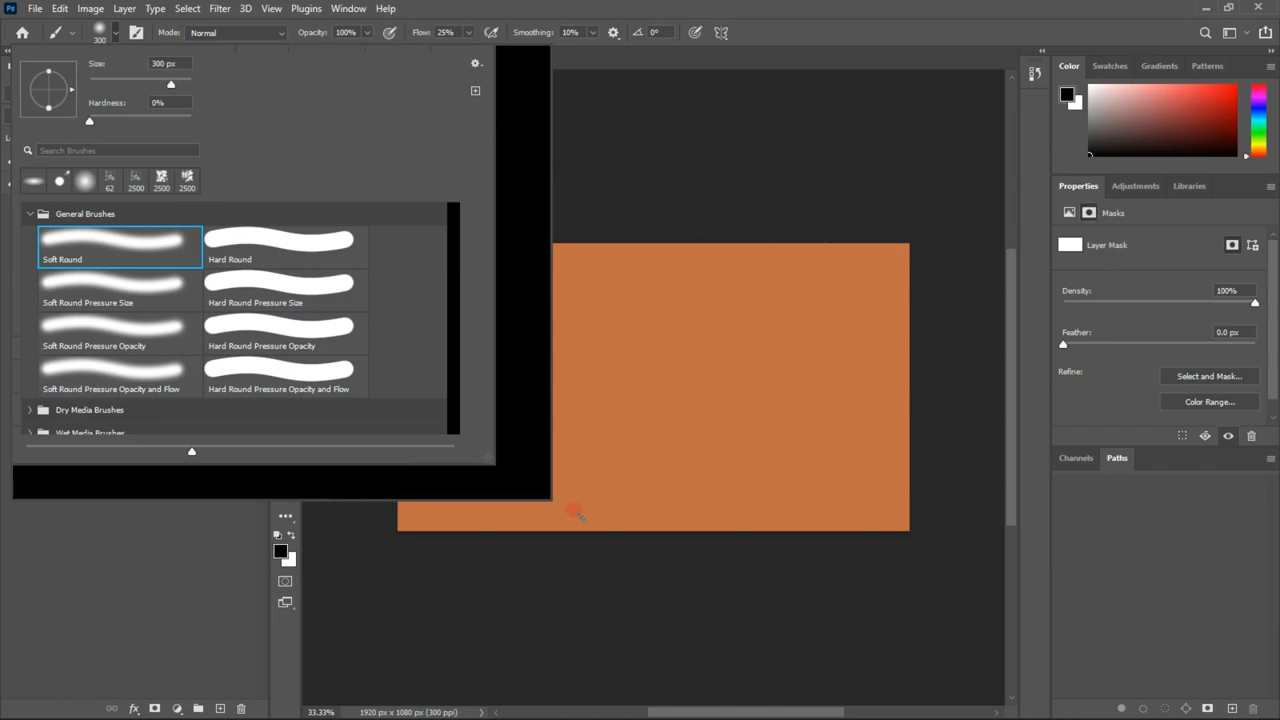 Ps File Edit Image Layer Type Select Filter 3D View Plugins Window Help
300 Mode: Normal Opacity: 100% Flow: 25% Smoothing: 10% 0°
Size: 300 px
Hardness: 0%
Search Brushes
62 2500 2500 2500
General Brushes
Soft Round Hard Round
Soft Round Pressure Size Hard Round Pressure Size
Soft Round Pressure Opacity Hard Round Pressure Opacity
Soft Round Pressure Opacity and Flow Hard Round Pressure Opacity and Flow
Dry Media Brushes
Wet Media Brushes
Color Swatches Gradients Patterns
Properties Adjustments Libraries
Masks
Layer Mask
Density: 100%
Feather: 0.0 px
Refine: Select and Mask...
Color Range...
Channels Paths
fx 33.33% 1920 px x 1080 px (300 ppi)